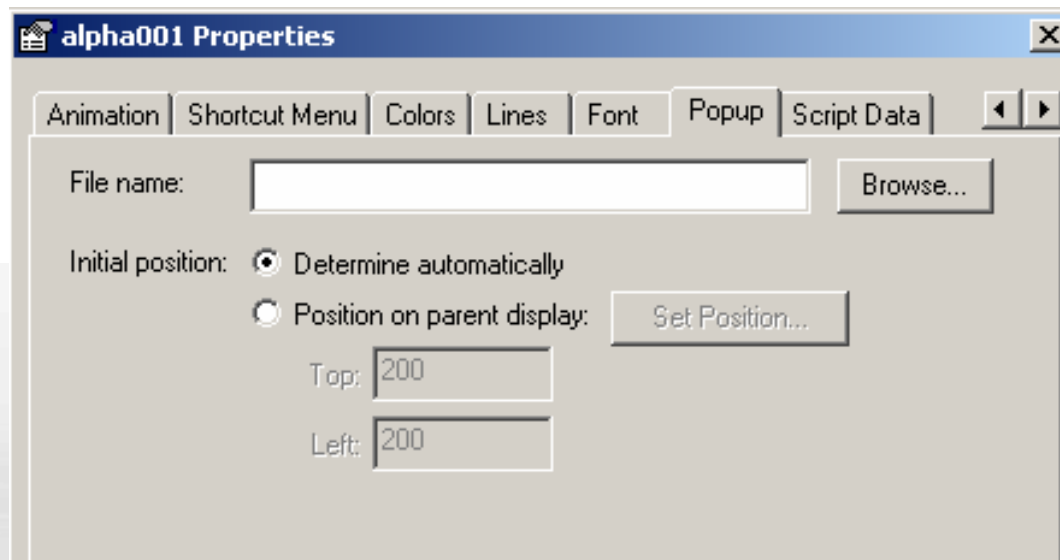 alpha001 Properties
Animation Shortcut Menu Colors Lines Font Popup Script Data
File name: Browse...
Initial position: Determine automatically
Position on parent display: Set Position...
Top: 200
Left: 200